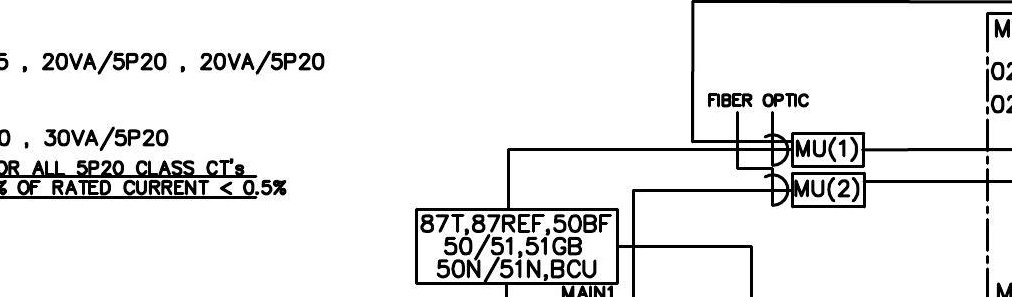 5 , 20VA/5P20 , 20VA/5P20
0 , 30VA/5P20
OR ALL 5P20 CLASS CT's
% OF RATED CURRENT < 0.5%
FIBER OPTIC
MU(1)
MU(2)
87T,87REF,50BF
50/51,51GB
50N/51N,BCU
MAIN1
M
02
02
M